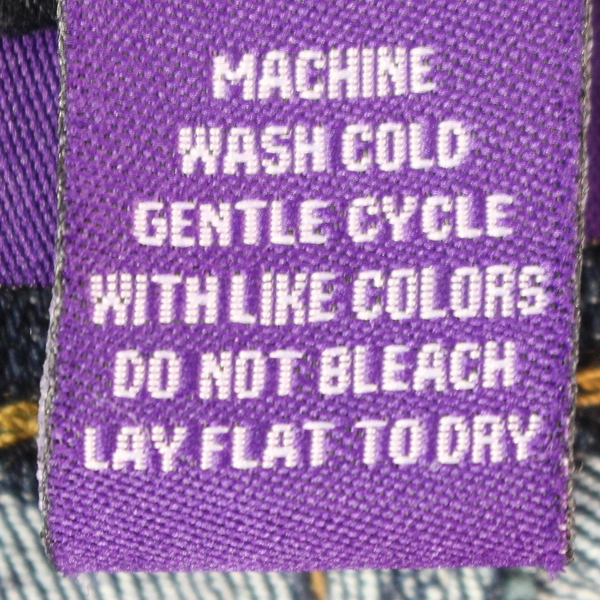 MACHINE
WASH COLD
GENTLE CYCLE
WITH LIKE COLORS
DO NOT BLEACH
LAY FLAT TO DRY